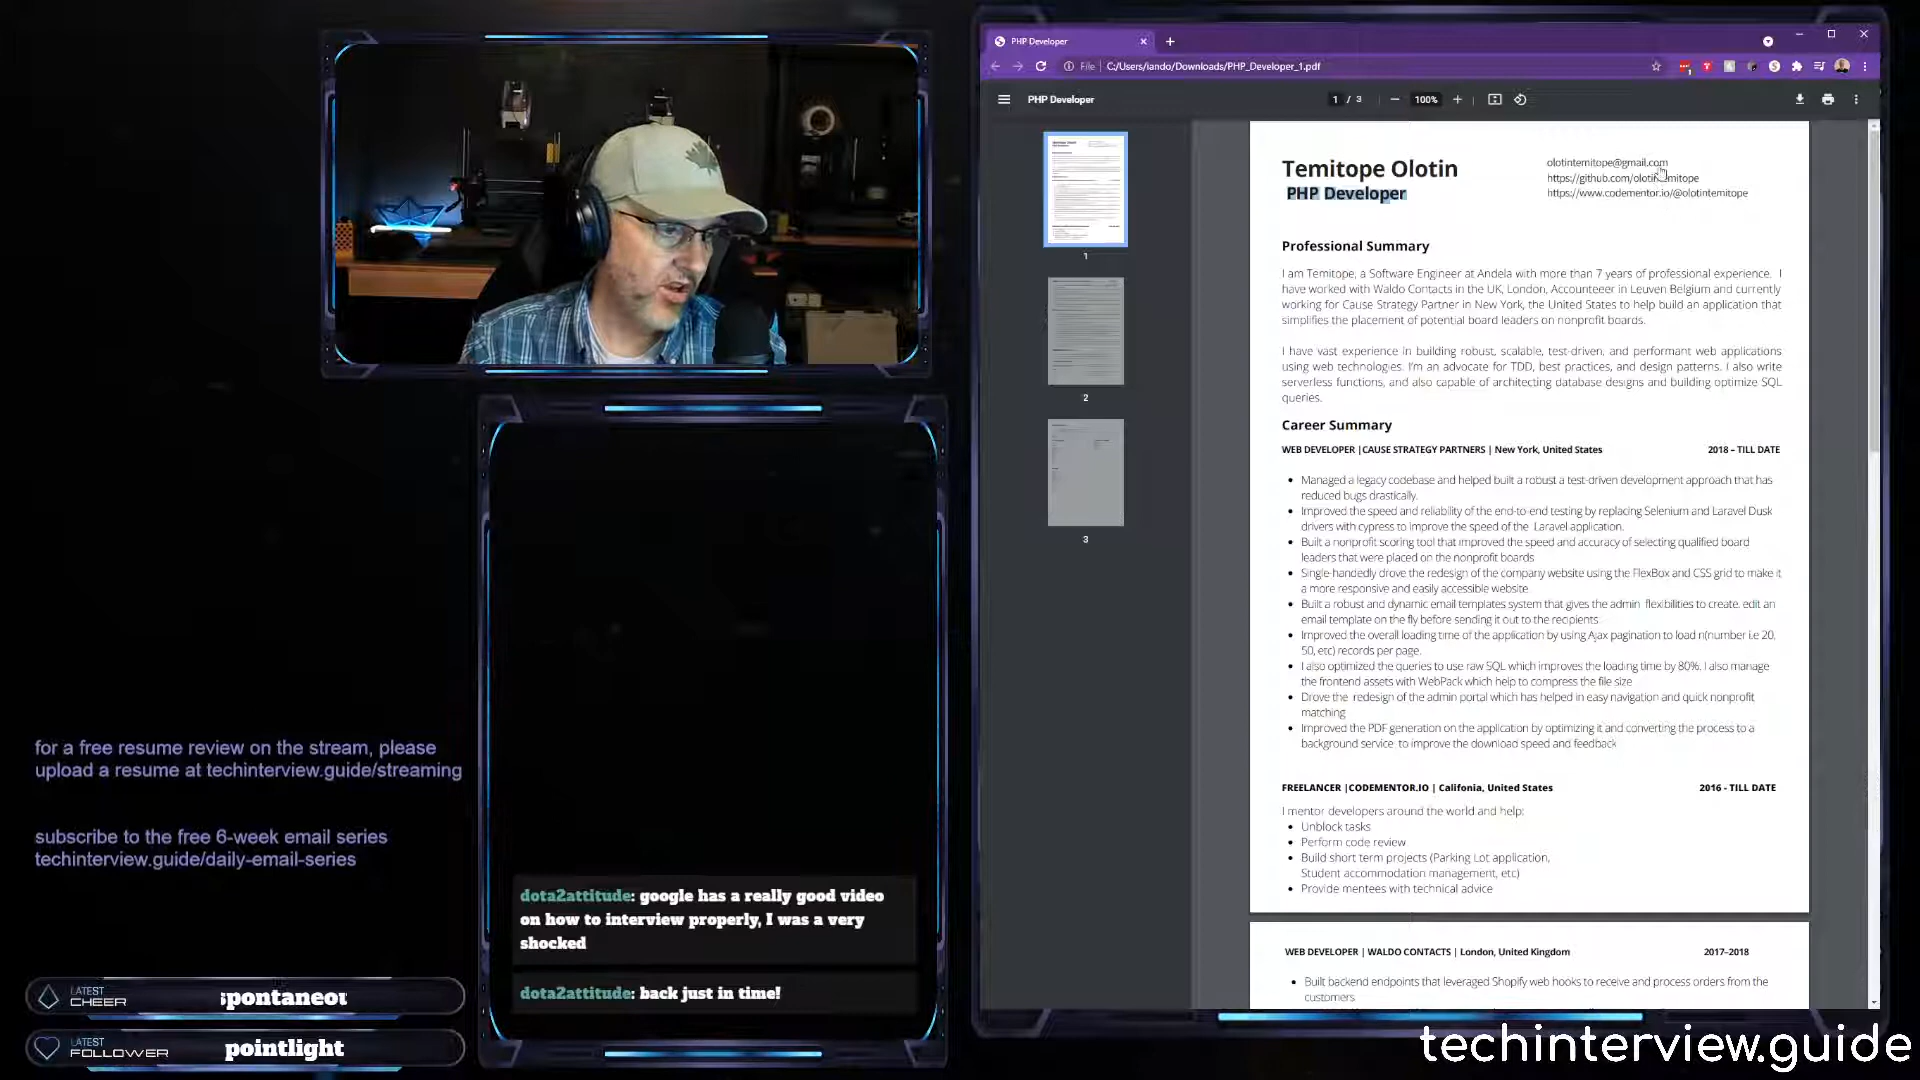 PHP Developer
File
C:/Users/iando/Downloads/PHP_Developer_1.pdf
PHP Developer
1 / 3
100%
1
2
3
Temitope Olotin
PHP Developer
olotintemitope@gmail.com
https://github.com/olotintemitope
https://www.codementor.io/@olotintemitope
Professional Summary
I am Temitope, a Software Engineer at Andela with more than 7 years of professional experience. I
have worked with Waldo Contacts in the UK, London, Accounteeer in Leuven Belgium and currently
working for Cause Strategy Partner in New York, the United States to help build an application that
simplifies the placement of potential board leaders on nonprofit boards.
I have vast experience in building robust, scalable, test-driven, and performant web applications
using web technologies. I'm an advocate for TDD, best practices, and design patterns. I also write
serverless functions, and also capable of architecting database designs and building optimize SQL
queries.
Career Summary
WEB DEVELOPER |CAUSE STRATEGY PARTNERS | New York, United States
2018 – TILL DATE
Managed a legacy codebase and helped built a robust a test-driven development approach that has
reduced bugs drastically.
Improved the speed and reliability of the end-to-end testing by replacing Selenium and Laravel Dusk
drivers with cypress to improve the speed of the Laravel application.
Built a nonprofit scoring tool that improved the speed and accuracy of selecting qualified board
leaders that were placed on the nonprofit boards
Single-handedly drove the redesign of the company website using the FlexBox and CSS grid to make it
a more responsive and easily accessible website
Built a robust and dynamic email templates system that gives the admin flexibilities to create, edit an
email template on the fly before sending it out to the recipients
Improved the overall loading time of the application by using Ajax pagination to load n(number i.e 20,
50, etc) records per page.
I also optimized the queries to use raw SQL which improves the loading time by 80%. I also manage
the frontend assets with WebPack which help to compress the file size
Drove the redesign of the admin portal which has helped in easy navigation and quick nonprofit
matching
Improved the PDF generation on the application by optimizing it and converting the process to a
background service to improve the download speed and feedback
FREELANCER |CODEMENTOR.IO | Califonia, United States
2016 - TILL DATE
I mentor developers around the world and help:
Unblock tasks
Perform code review
Build short term projects (Parking Lot application,
Student accommodation management, etc)
Provide mentees with technical advice
WEB DEVELOPER | WALDO CONTACTS | London, United Kingdom
2017–2018
Built backend endpoints that leveraged Shopify web hooks to receive and process orders from the
customers
for a free resume review on the stream, please
upload a resume at techinterview.guide/streaming
subscribe to the free 6-week email series
techinterview.guide/daily-email-series
dota2attitude: google has a really good video
on how to interview properly, I was a very
shocked
dota2attitude: back just in time!
LATEST
CHEER
spontaneou
LATEST
FOLLOWER
pointlight
techinterview.guide